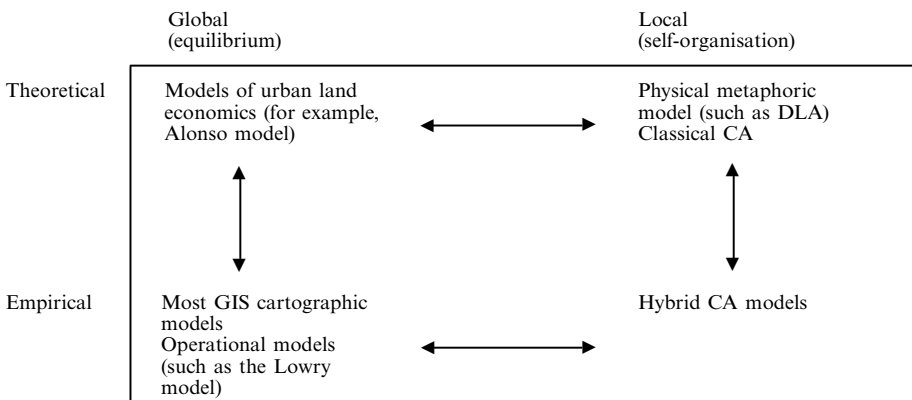 Global
(equilibrium)
Local
(self-organisation)
Theoretical
Models of urban land
economics (for example,
Alonso model)
Physical metaphoric
model (such as DLA)
Classical CA
Empirical
Most GIS cartographic
models
Operational models
(such as the Lowry
model)
Hybrid CA models